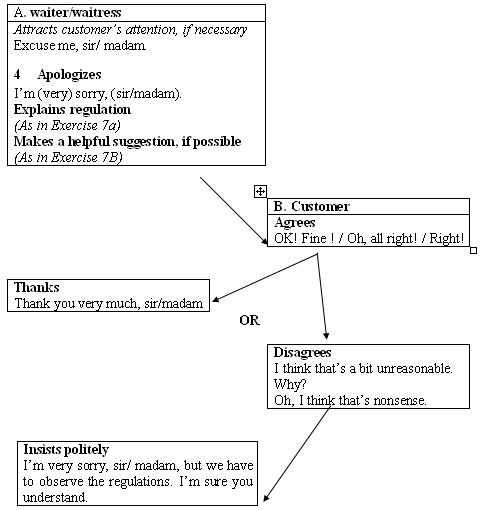 A. waiter/waitress
Attracts customer's attention, if necessary
Excuse me, sir/ madam.
4 Apologizes
I'm (very) sorry, (sir/madam).
Explains regulation
(As in Exercise 7a)
Makes a helpful suggestion, if possible
(As in Exercise 7B)
B. Customer
Agrees
OK! Fine ! / Oh, all right! / Right!
Thanks
Thank you very much, sir/madam
OR
Disagrees
I think that's a bit unreasonable.
Why?
Oh, I think that's nonsense.
Insists politely
I'm very sorry, sir/ madam, but we have
to observe the regulations. I'm sure you
understand.